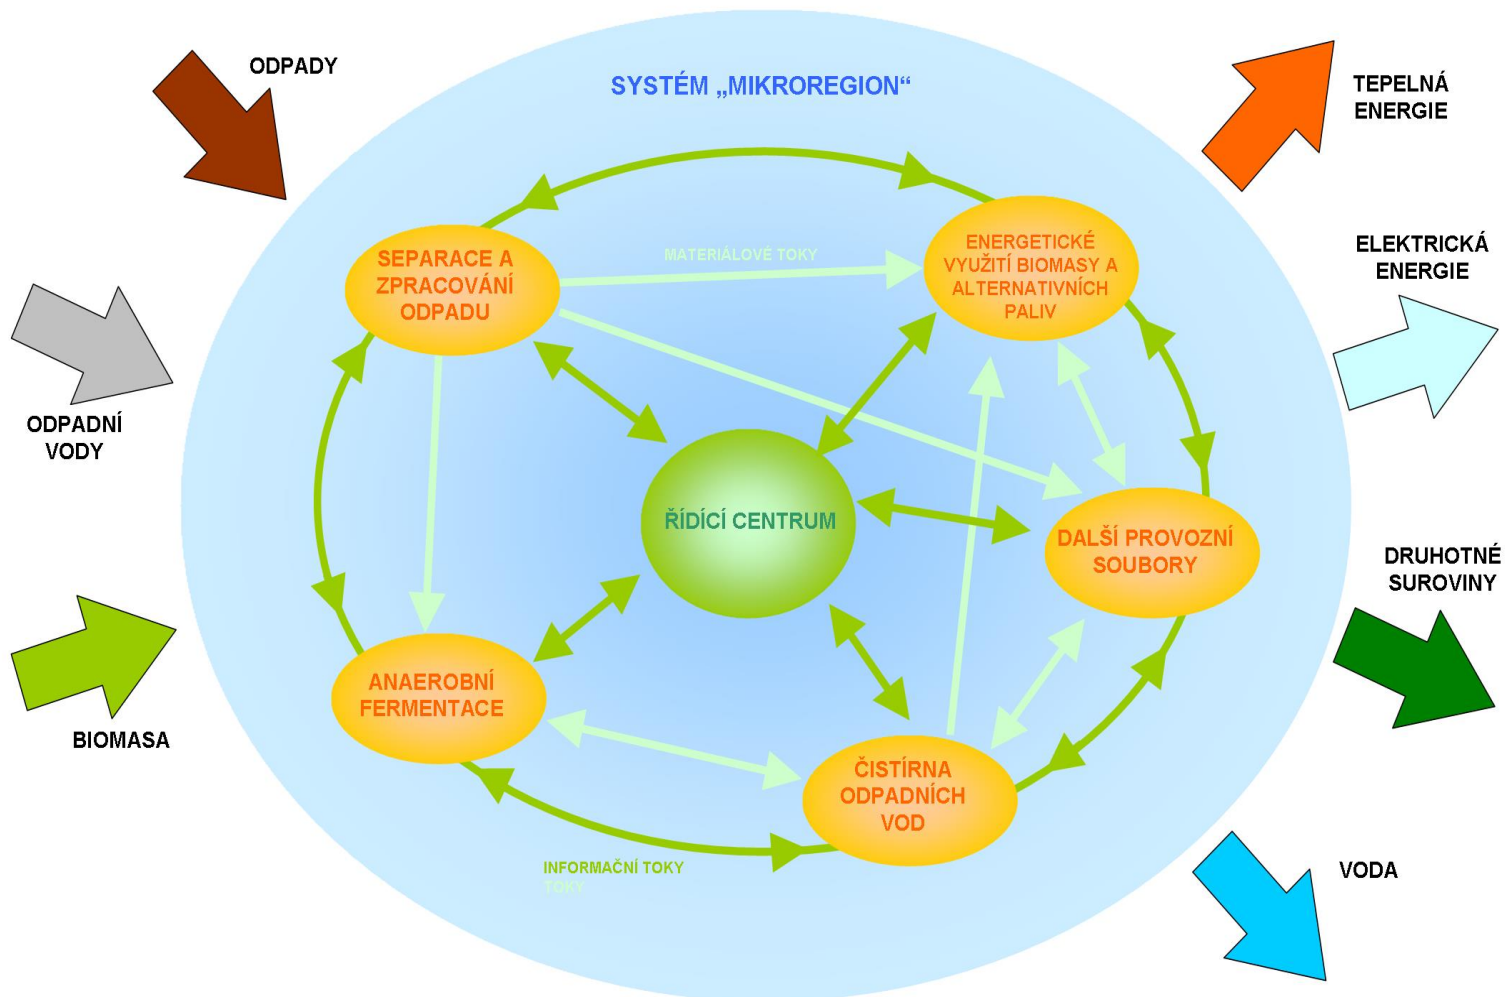 ODPADY
SYSTÉM „MIKROREGION“
TEPELNÁ
ENERGIE
SEPARACE A
ZPRACOVÁNÍ
ODPADU
MATERIÁLOVÉ TOKY
ENERGETICKÉ
VYUŽITÍ BIOMASY A
ALTERNATIVNÍCH
PALIV
ELEKTRICKÁ
ENERGIE
ODPADNÍ
VODY
ŘÍDÍCÍ CENTRUM
DALŠÍ PROVOZNÍ
SOUBORY
DRUHOTNÉ
SUROVINY
BIOMASA
ANAEROBNÍ
FERMENTACE
ČISTÍRNA
ODPADNÍCH
VOD
INFORMAČNÍ TOKY
TOKY
VODA